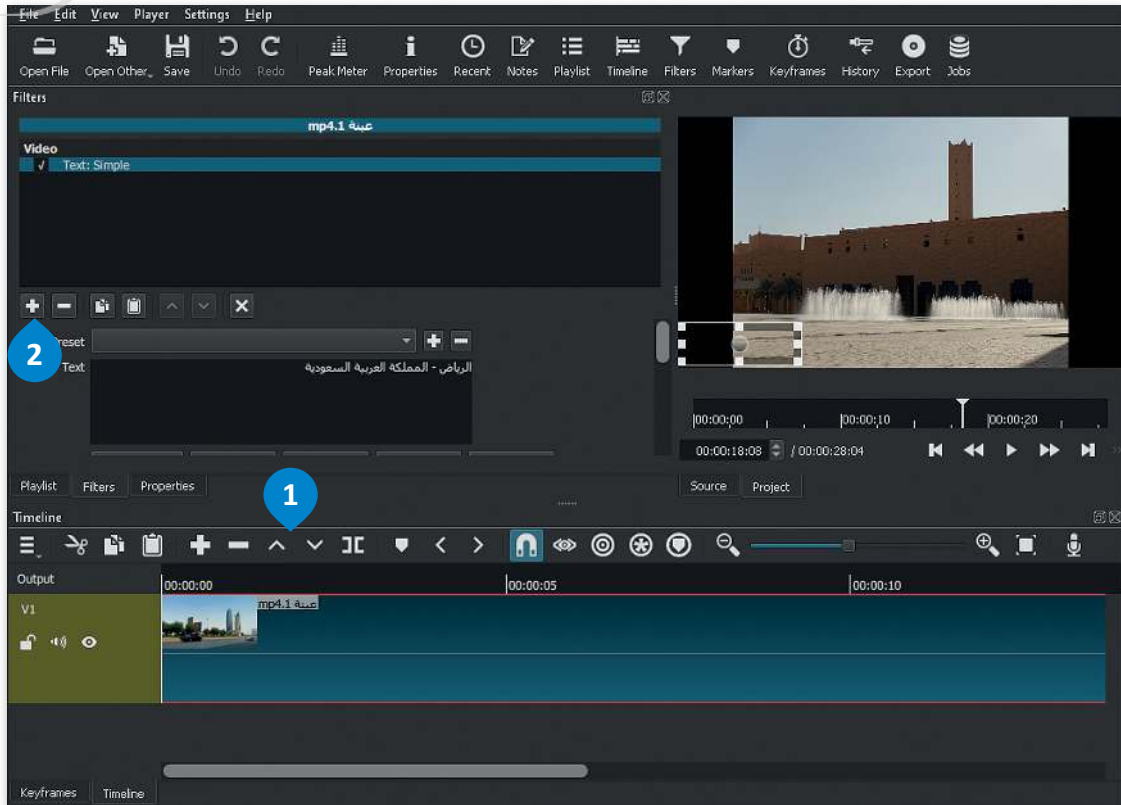 File Edit View Player Settings Help
Open File Open Other... Save Undo Redo Peak Meter Properties Recent Notes Playlist Timeline Filters Markers Keyframes History Export Jobs
Filters
عينة 1.mp4
Video
√ Text: Simple
2
Preset
Text
الرياض - المملكة العربية السعودية
00:00:00 00:00:10 00:00:20
00:00:18:08 / 00:00:28:04
Playlist Filters Properties
1
Source Project
Timeline
Output
00:00:00 00:00:05 00:00:10
V1
عينة 1.mp4
Keyframes Timeline